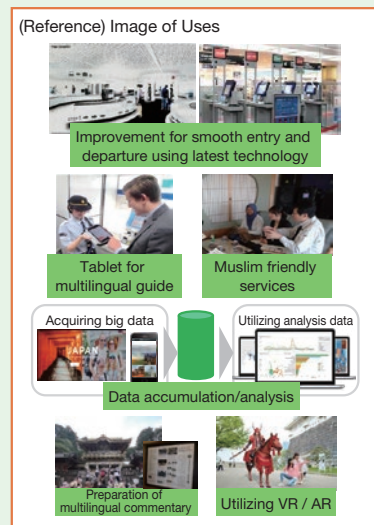 (Reference) Image of Uses
Improvement for smooth entry and
departure using latest technology
Tablet for
multilingual guide
Muslim friendly
services
Acquiring big data
Utilizing analysis data
JAPAN
Data accumulation/analysis
Preparation of
multilingual commentary
Utilizing VR / AR